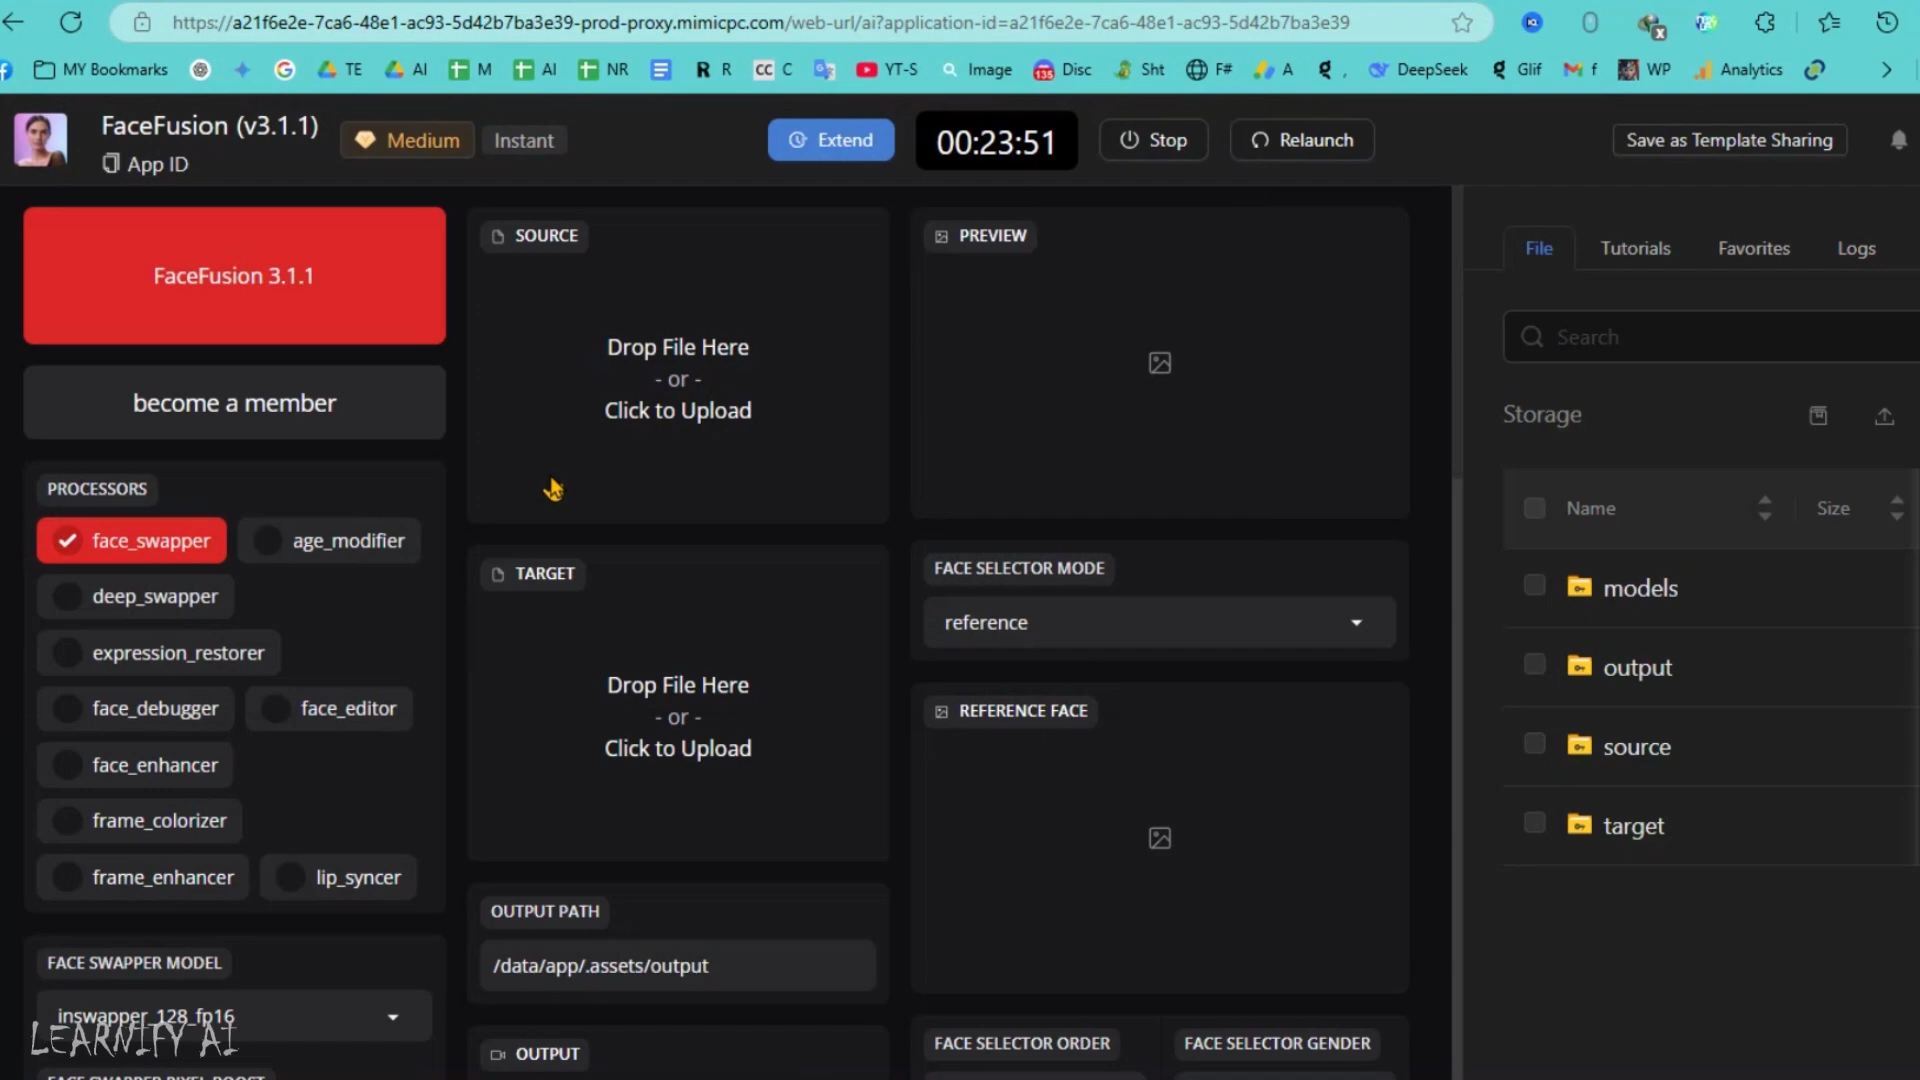 https://a21f6e2e-7ca6-48e1-ac93-5d42b7ba3e39-prod-proxy.mimicpc.com/web-url/ai?application-id=a21f6e2e-7ca6-48e1-ac93-5d42b7ba3e39
MY Bookmarks TE AI M AI NR R R CC C YT-S Image 135 Disc Sht F# A g , DeepSeek g Glif f WP Analytics
FaceFusion (v3.1.1)
App ID
Medium
Instant
Extend
00:23:51
Stop
Relaunch
Save as Template Sharing
FaceFusion 3.1.1
become a member
PROCESSORS
face_swapper
age_modifier
deep_swapper
expression_restorer
face_debugger
face_editor
face_enhancer
frame_colorizer
frame_enhancer
lip_syncer
FACE SWAPPER MODEL
inswapper_128_fp16
LEARNIFY AI
FACE SWAPPER PIXEL BOOST
SOURCE
Drop File Here
- or -
Click to Upload
TARGET
Drop File Here
- or -
Click to Upload
OUTPUT PATH
/data/app/.assets/output
OUTPUT
PREVIEW
FACE SELECTOR MODE
reference
REFERENCE FACE
FACE SELECTOR ORDER
FACE SELECTOR GENDER
File
Tutorials
Favorites
Logs
Search
Storage
Name
Size
models
output
source
target